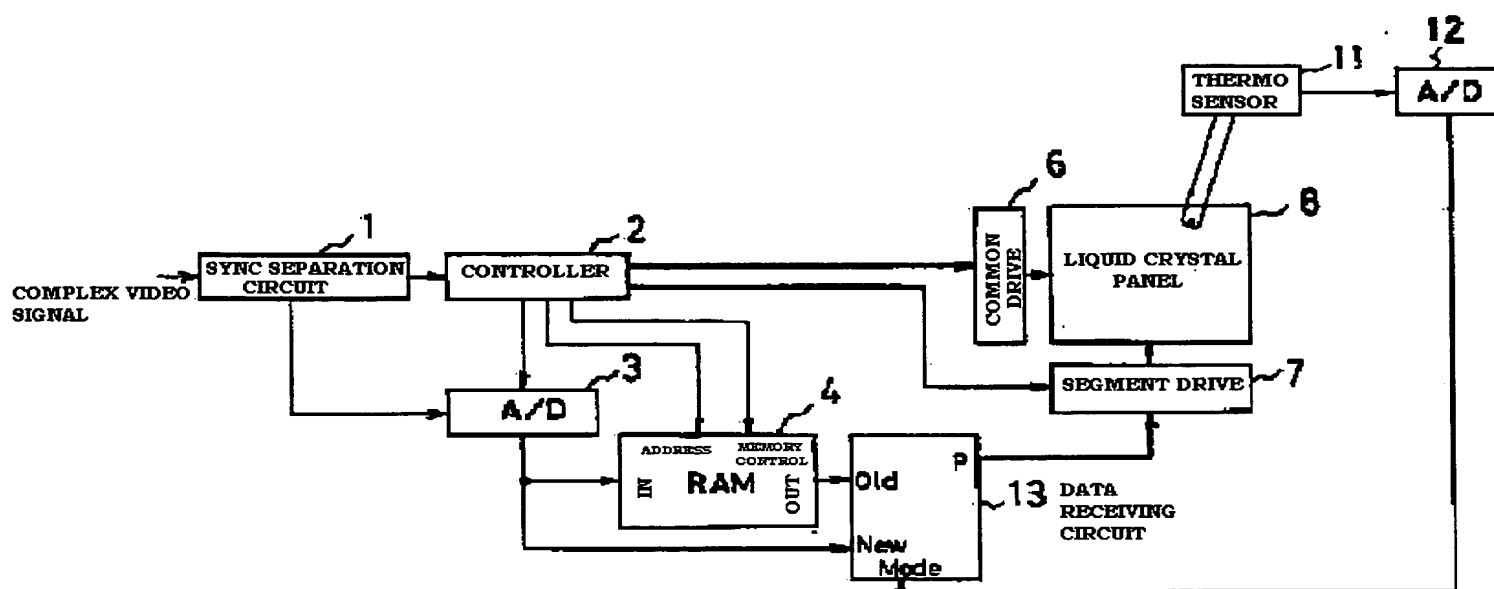 12
11
THERMO
SENSOR
A/D
6
8
1
2
SYNC SEPARATION
CIRCUIT
CONTROLLER
COMMON
DRIVE
LIQUID CRYSTAL
PANEL
COMPLEX VIDEO
SIGNAL
3
7
SEGMENT DRIVE
A/D
4
ADDRESS
MEMORY
CONTROL
IN
RAM
OUT
P
Old
13
DATA
RECEIVING
CIRCUIT
New
Mode